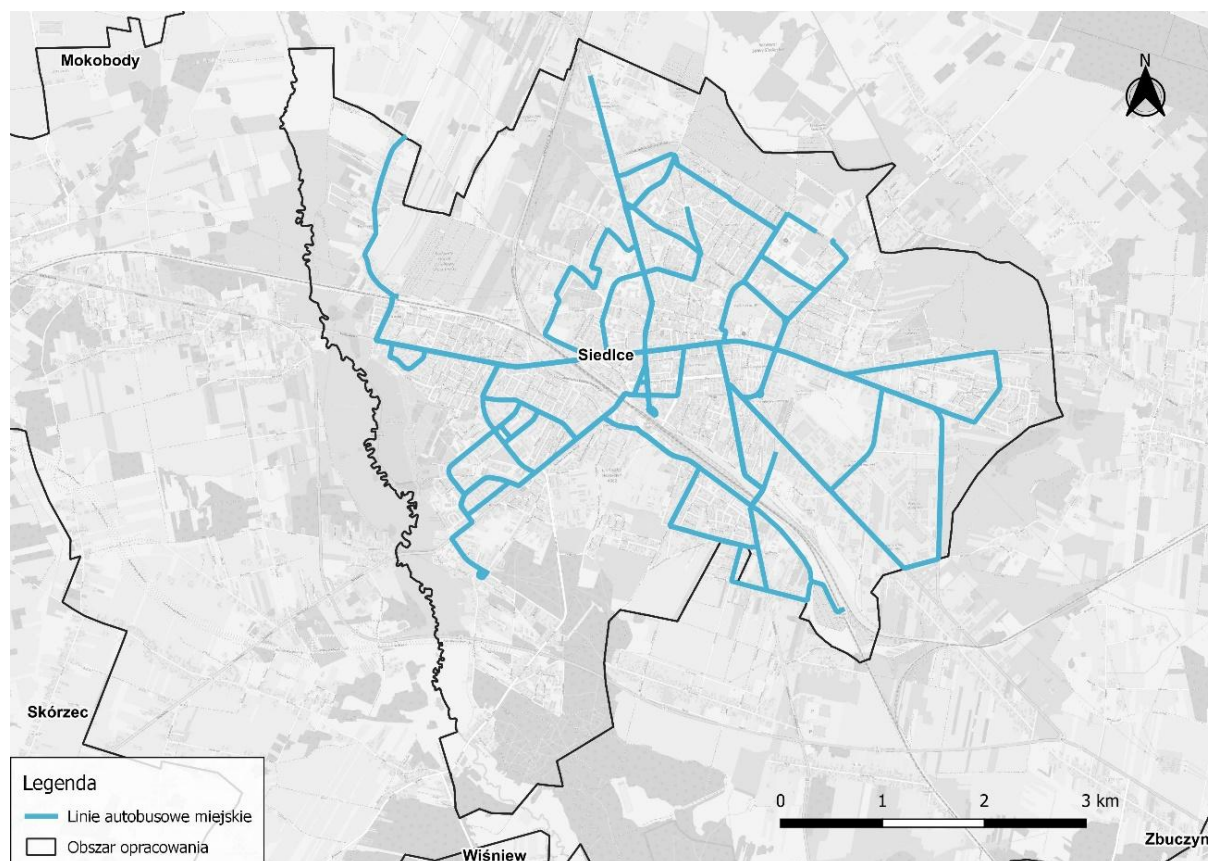 Mokobody
N
Siedlce
Skórzec
Legenda
Linie autobusowe miejskie
Obszar opracowania
0 1 2 3 km
Wiśniew
Zbuczyn